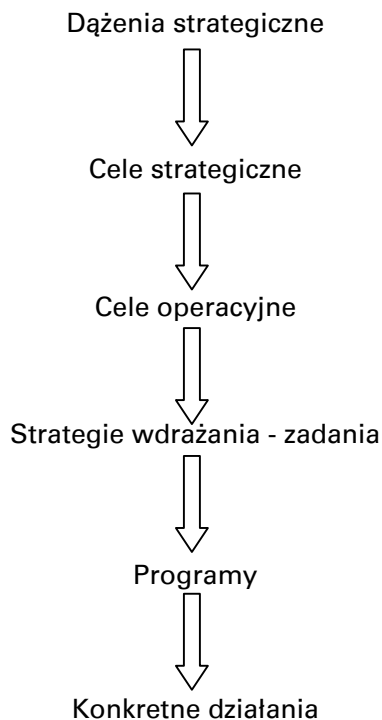 Dążenia strategiczne
Cele strategiczne
Cele operacyjne
Strategie wdrażania - zadania
Programy
Konkretne działania